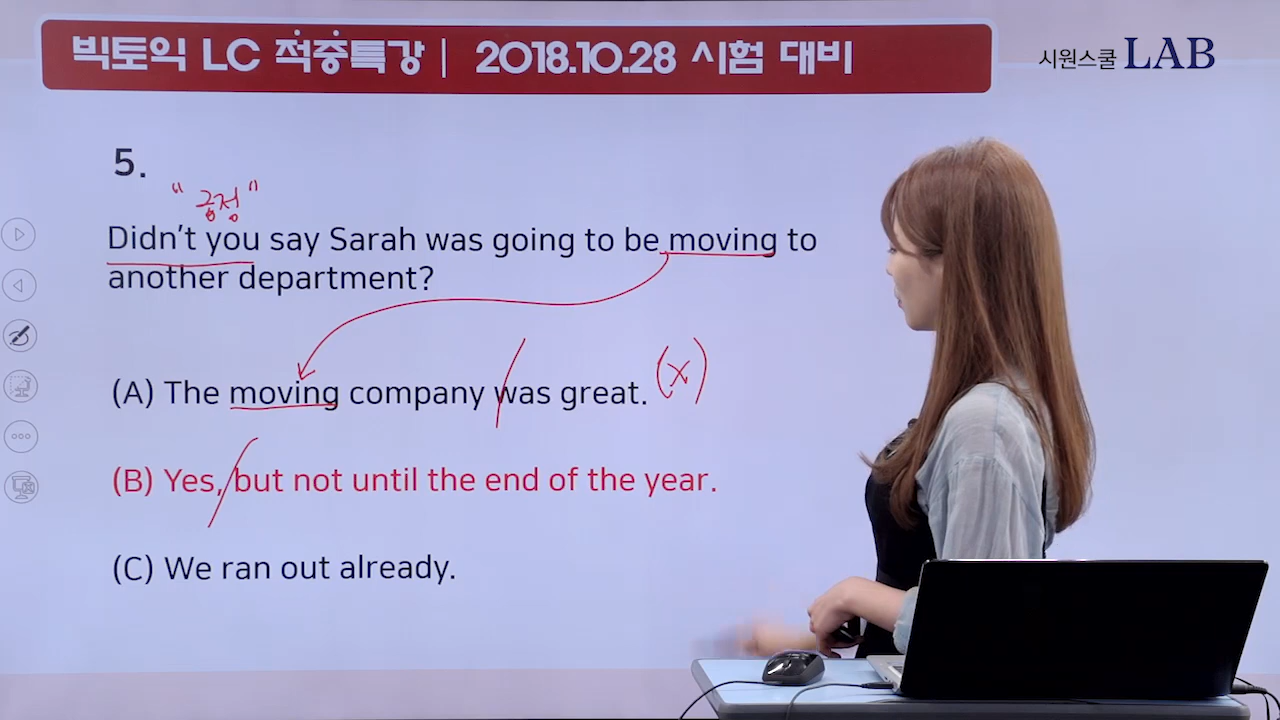 빅토익 LC 적중특강 | 2018.10.28 시험 대비
시원스쿨 LAB
5.
"긍정"
Didn't you say Sarah was going to be moving to
another department?
(A) The moving company was great. (x)
(B) Yes, but not until the end of the year.
(C) We ran out already.